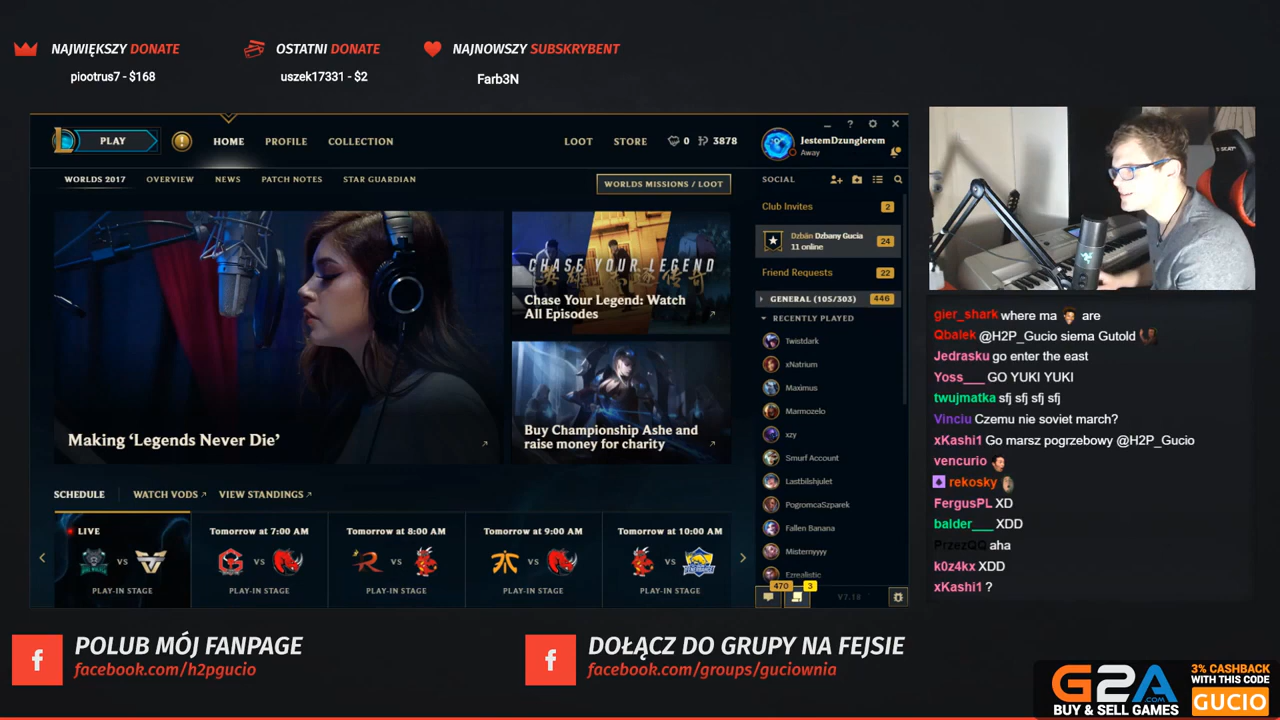 NAJWIĘKSZY DONATE
piootrus7 - $168
OSTATNI DONATE
uszek17331 - $2
NAJNOWSZY SUBSKRYBENT
Farb3N
PLAY
HOME
PROFILE
COLLECTION
LOOT
STORE
0
3878
JestemDzunglerem
Away
WORLDS 2017
OVERVIEW
NEWS
PATCH NOTES
STAR GUARDIAN
WORLDS MISSIONS / LOOT
Making ‘Legends Never Die’
CHASE YOUR LEGEND
Chase Your Legend: Watch
All Episodes
Buy Championship Ashe and
raise money for charity
SCHEDULE
WATCH VODS
VIEW STANDINGS
LIVE
VS
PLAY-IN STAGE
Tomorrow at 7:00 AM
VS
PLAY-IN STAGE
Tomorrow at 8:00 AM
VS
PLAY-IN STAGE
Tomorrow at 9:00 AM
VS
PLAY-IN STAGE
Tomorrow at 10:00 AM
VS
PLAY-IN STAGE
SOCIAL
Club Invites 2
Dzbān Dzbany Gucia
11 online 24
Friend Requests 22
GENERAL (105/303) 446
RECENTLY PLAYED
Twistdark
xNatrium
Maximus
Marmozelo
xzy
Smurf Account
Lastbilshjulet
PogromcaSzparek
Fallen Banana
Misternyyy
Ezrealistic
470
3
V7.18
gier_shark where ma are
Qbalek @H2P_Gucio siema Gutold
Jedrasku go enter the east
Yoss___ GO YUKI YUKI
twujmatka sfj sfj sfj sfj
Vinciu Czemu nie soviet march?
xKashi1 Go marsz pogrzebowy @H2P_Gucio
vencurio
rekosky
FergusPL XD
balder___ XDD
PrzezQQ aha
k0z4kx XDD
xKashi1 ?
POLUB MÓJ FANPAGE
facebook.com/h2pgucio
DOŁĄCZ DO GRUPY NA FEJSIE
facebook.com/groups/guciownia
G2A.COM
BUY & SELL GAMES
3% CASHBACK
WITH THIS CODE
GUCIO